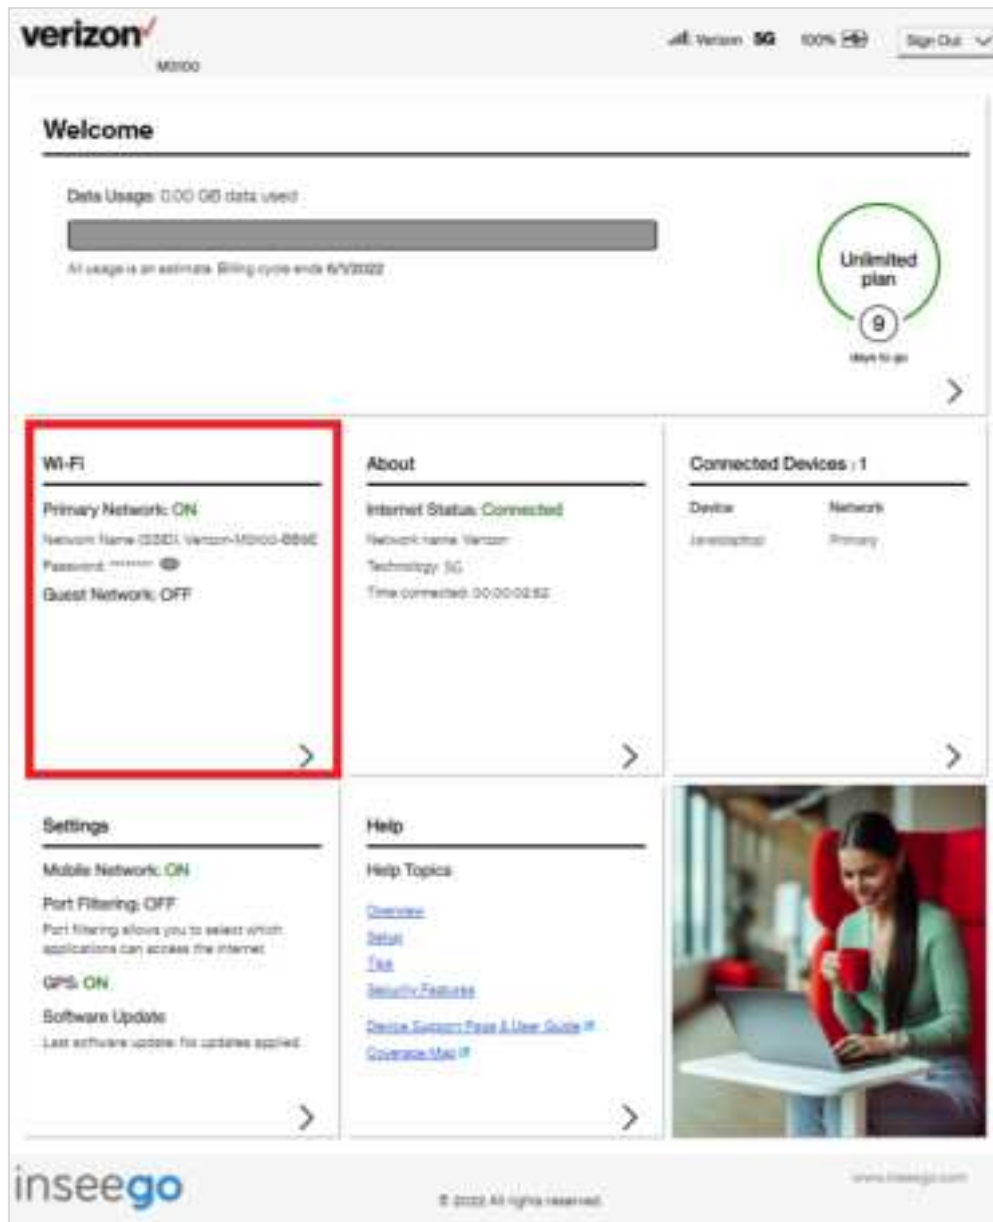 verizon
M3100
Verizon 5G 100% Sign Out
Welcome
Data Usage: 0.00 GB data used
All usage is an estimate. Billing cycle ends 6/1/2022
Unlimited
plan
9
days to go
Wi-Fi
Primary Network: ON
Network Name (SSID): Verizon-M3100-
Password: ********
Guest Network: OFF
About
Internet Status: Connected
Network name: Verizon
Technology: 5G
Time connected: 00:00:02:52
Connected Devices : 1
Device Network
Primary
Settings
Mobile Network: ON
Port Filtering: OFF
Port filtering allows you to select which
applications can access the internet.
GPS: ON
Software Update
Last software update: No updates applied.
Help
Help Topics
Overview
Setup
Tips
Security Features
Device Support Page & User Guide
Coverage Map
inseego
© 2022 All rights reserved.
www.inseego.com